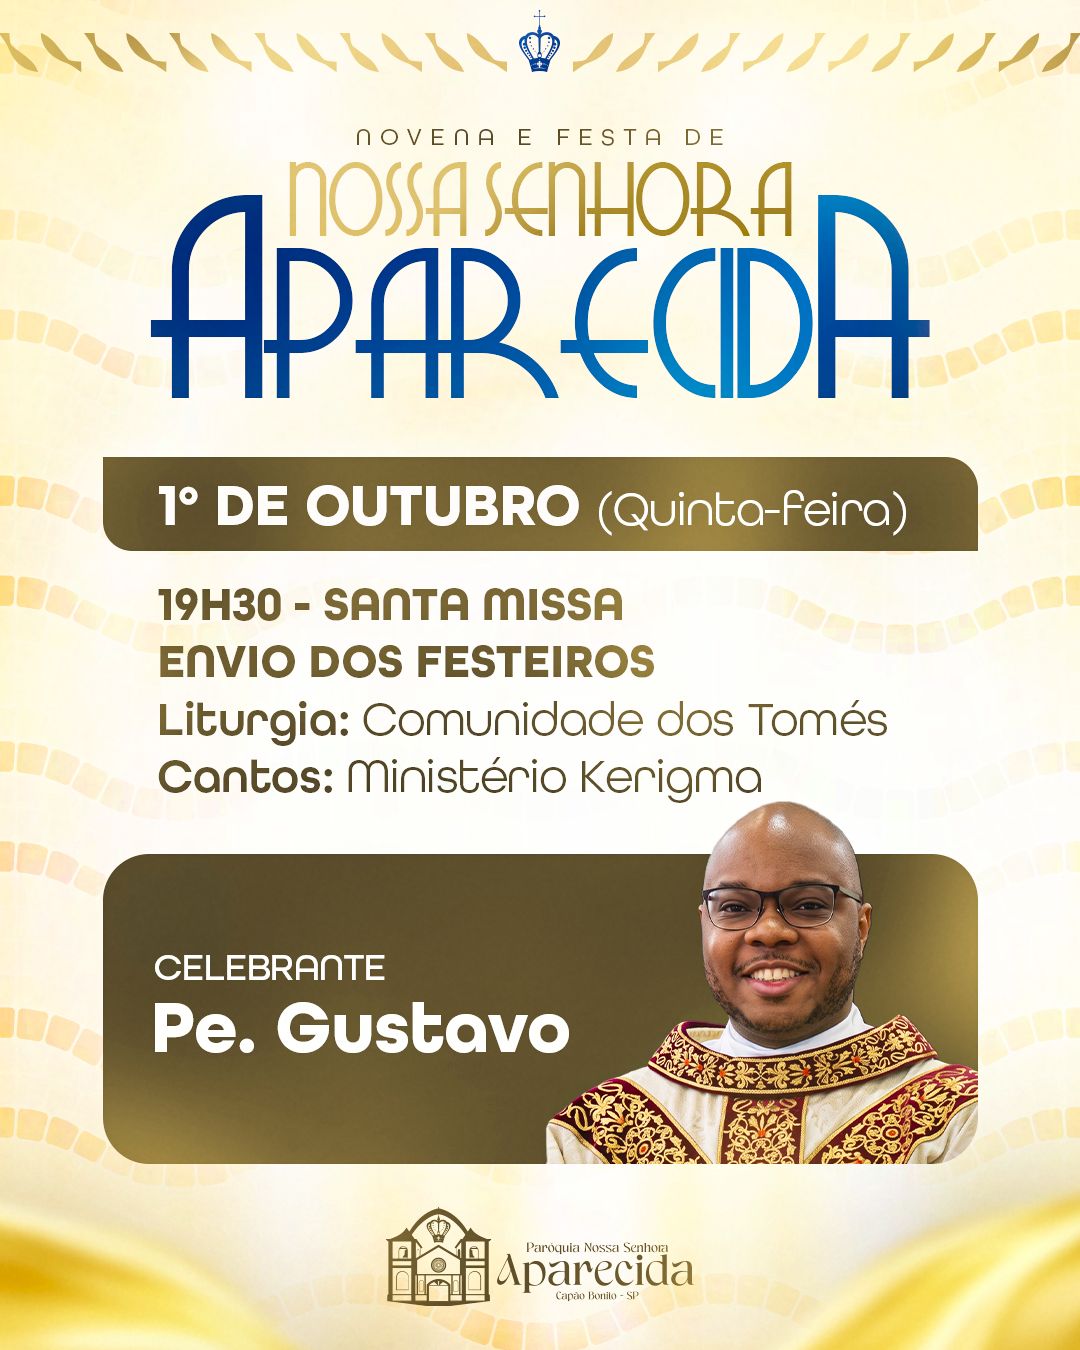 NOVENA E FESTA DE
NOSSA SENHORA
APARECIDA
1º DE OUTUBRO (Quinta-feira)
19H30 - SANTA MISSA
ENVIO DOS FESTEIROS
Liturgia: Comunidade dos Tomés
Cantos: Ministério Kerigma
CELEBRANTE
Pe. Gustavo
Paróquia Nossa Senhora
Aparecida
Capão Bonito - SP